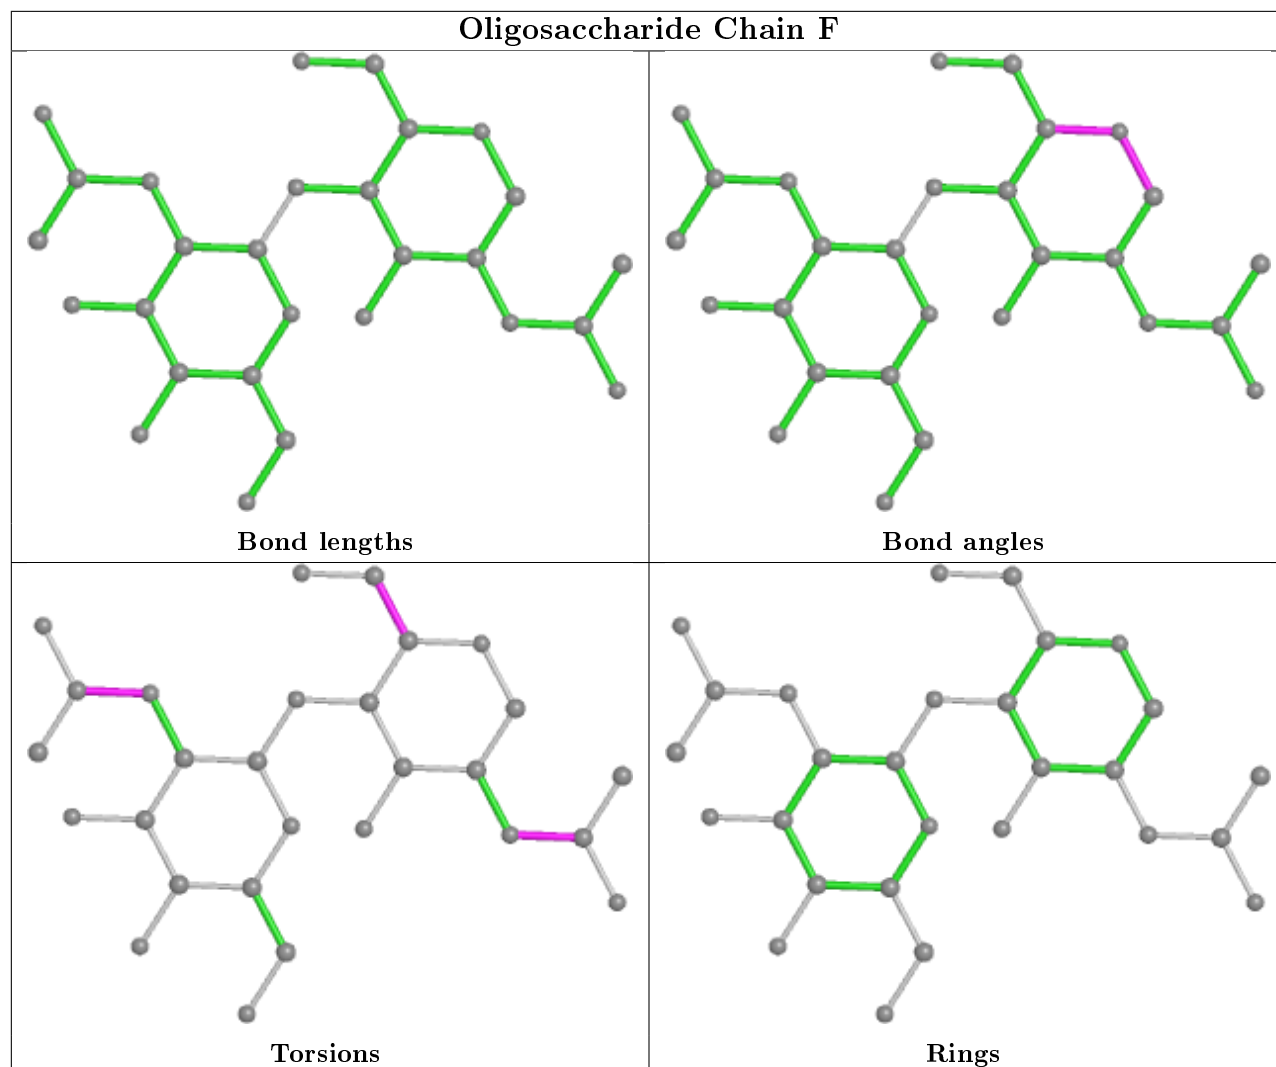 Oligosaccharide Chain F
Bond lengths
Bond angles
Torsions
Rings